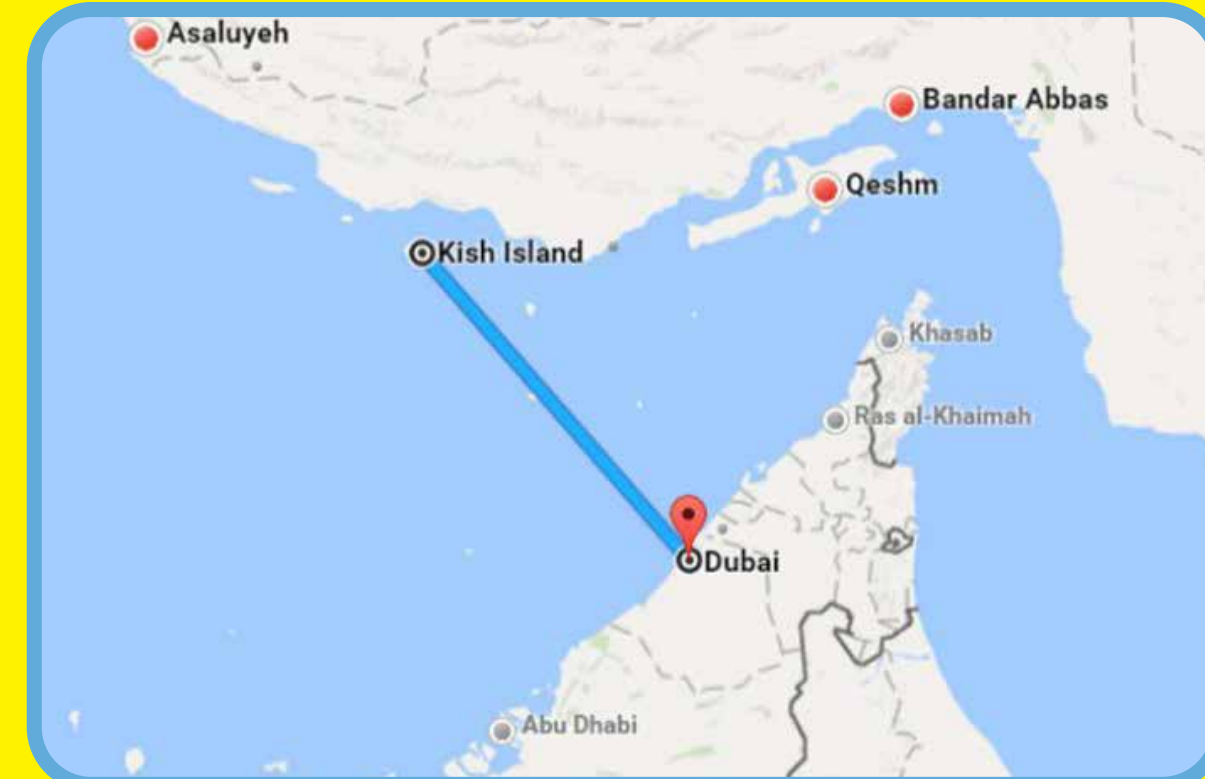 Asaluyeh
Bandar Abbas
Qeshm
Kish Island
Khasab
Ras al-Khaimah
Dubai
Abu Dhabi